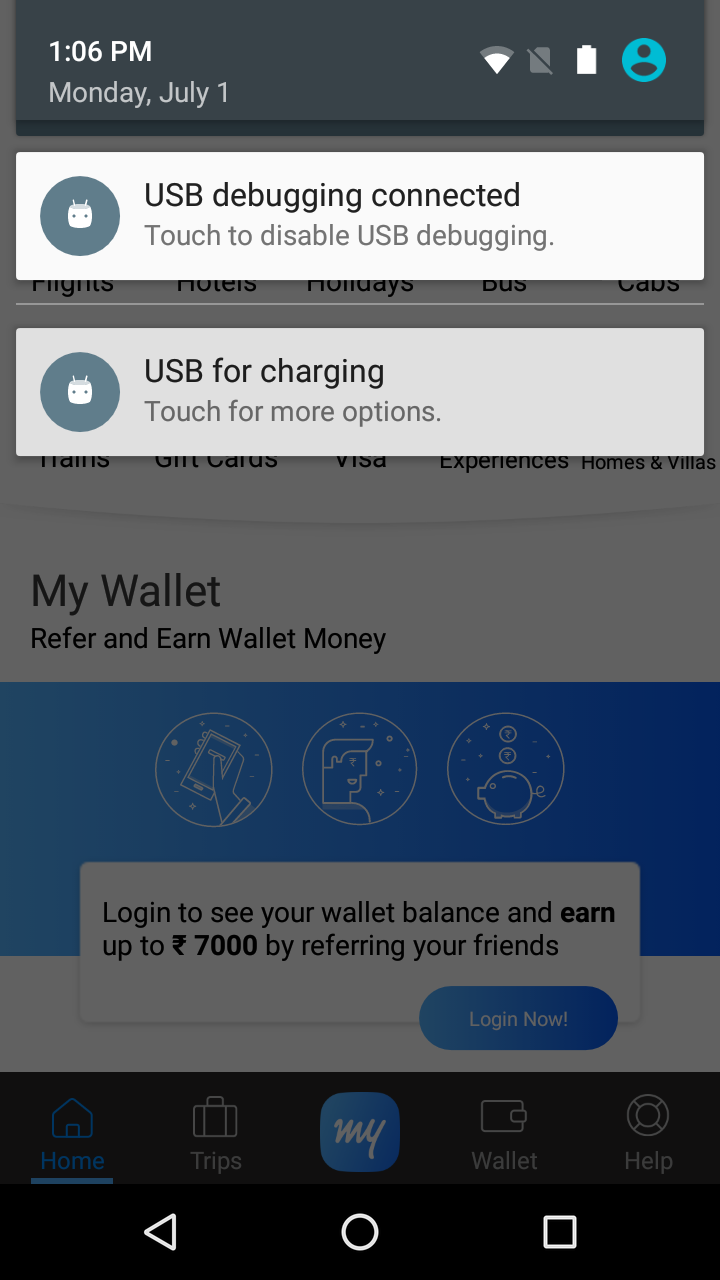 1:06 PM
Monday, July 1
USB debugging connected
Touch to disable USB debugging.
Flights Hotels Holidays Bus Cabs
USB for charging
Touch for more options.
Trains Gift Cards Visa Experiences Homes & Villas
My Wallet
Refer and Earn Wallet Money
₹
₹
₹
Login to see your wallet balance and earn
up to ₹ 7000 by referring your friends
Login Now!
my
Home Trips Wallet Help